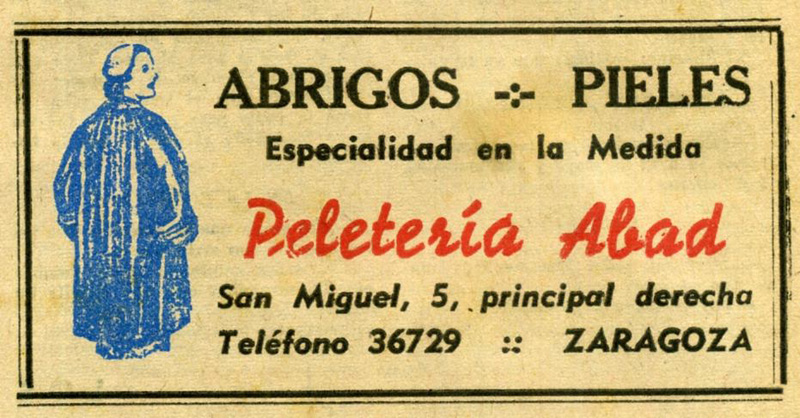 ABRIGOS -:- PIELES
Especialidad en la Medida
Peletería Abad
San Miguel, 5, principal derecha
Teléfono 36729 :: ZARAGOZA